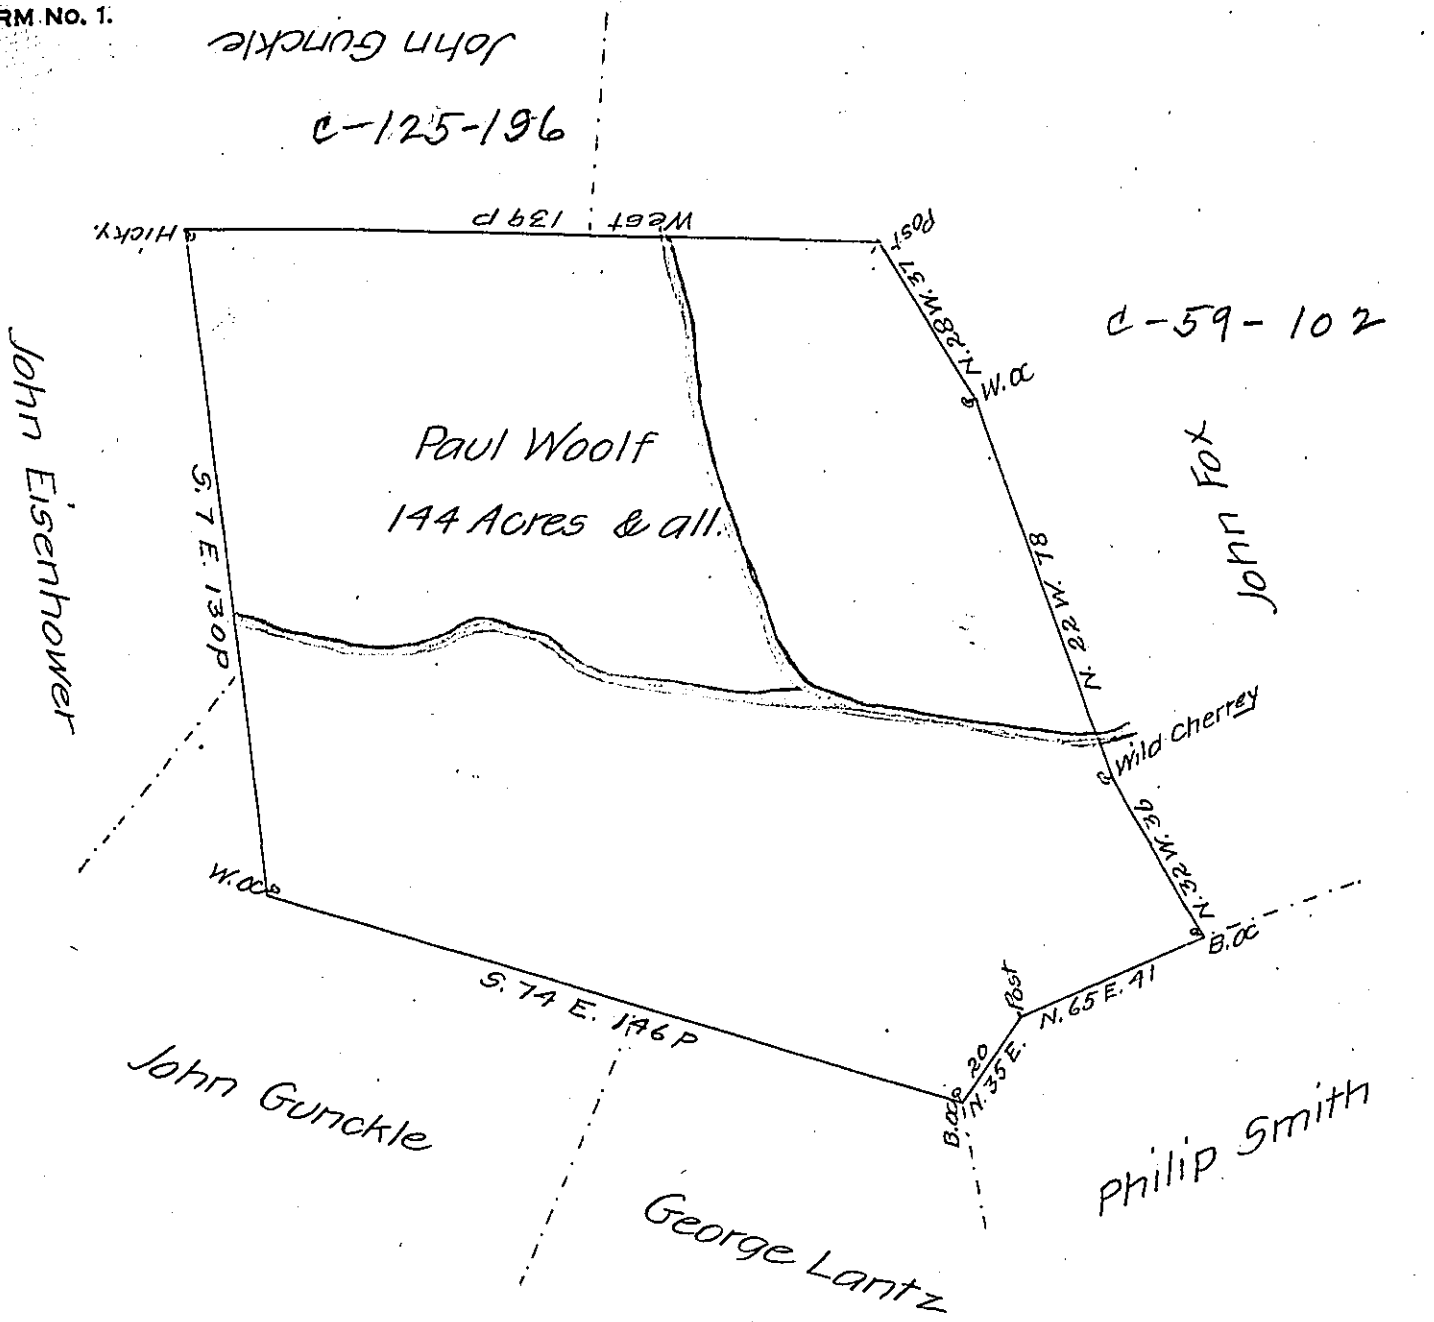 RM No. 1.
John Gunckle
C-125-196
Hicky.
West 139 P
Post
N. 28 W. 37
C-59-102
W.O
John Fox
John Eisenhower
Paul Woolf
144 Acres & all.
S. 7 E. 130 P
N. 22 W. 78
Wild Cherrey
N. 32 W. 36
W.O
B.O
S. 74 E. 146 P
Post
N. 65 E. 41
N. 35 E. 20
B.O
John Gunckle
George Lantz
Philip Smith